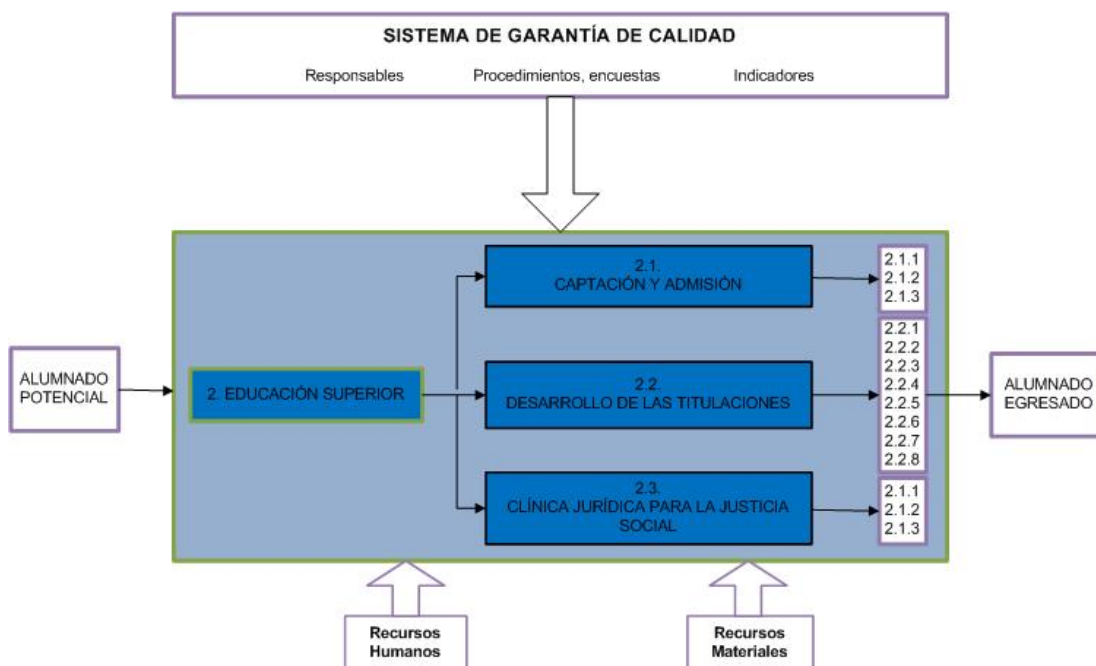 SISTEMA DE GARANTÍA DE CALIDAD
Responsables Procedimientos, encuestas Indicadores
ALUMNADO
POTENCIAL
2. EDUCACIÓN SUPERIOR
2.1.
CAPTACIÓN Y ADMISIÓN
2.1.1
2.1.2
2.1.3
2.2.
DESARROLLO DE LAS TITULACIONES
2.2.1
2.2.2
2.2.3
2.2.4
2.2.5
2.2.6
2.2.7
2.2.8
2.3.
CLÍNICA JURÍDICA PARA LA JUSTICIA
SOCIAL
2.1.1
2.1.2
2.1.3
ALUMNADO
EGRESADO
Recursos
Humanos
Recursos
Materiales